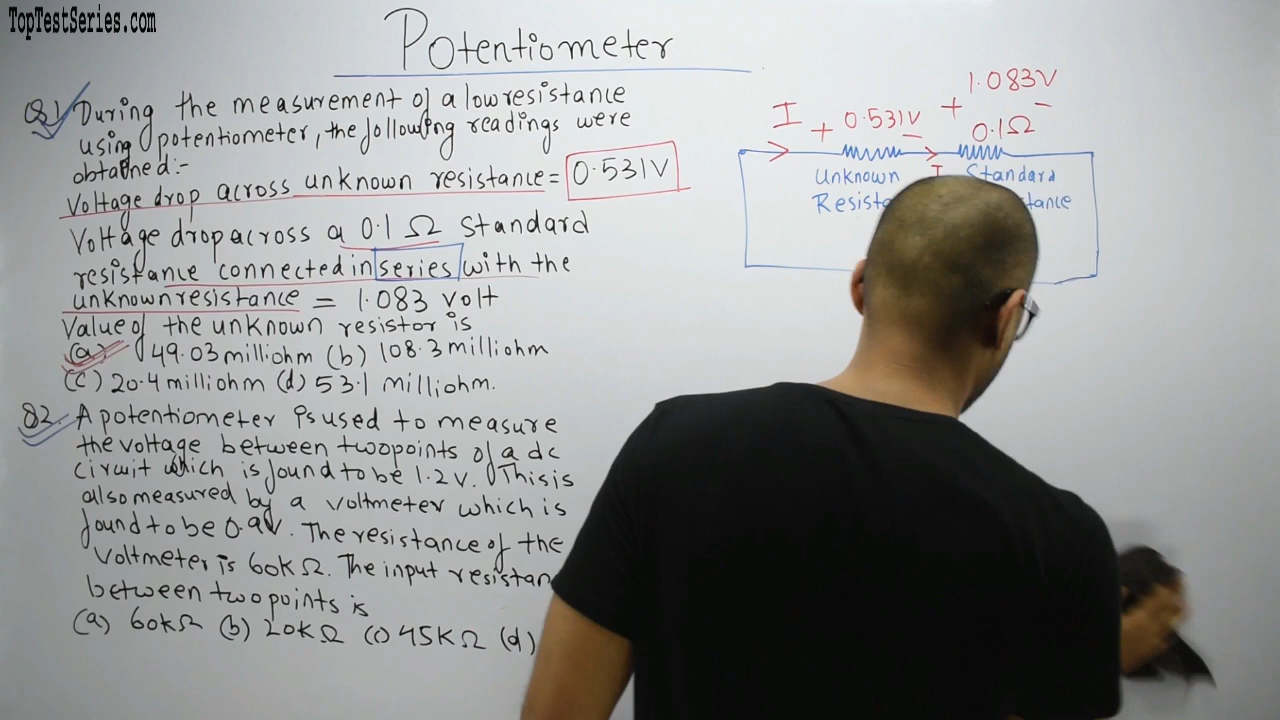 TopTestSeries.com
Potentiometer
Q1 During the measurement of a low resistance
using potentiometer, the following readings were
obtained:-
Voltage drop across unknown resistance = 0.531V
Voltage drop across a 0.1 Ω Standard
resistance connected in series with the
unknown resistance = 1.083 volt
Value of the unknown resistor is
(a) 49.03 milliohm (b) 108.3 milliohm
(c) 20.4 milliohm (d) 53.1 milliohm.
Q2. A potentiometer is used to measure
the voltage between two points of a dc
circuit which is found to be 1.2 V. This is
also measured by a voltmeter which is
found to be 0.9V. The resistance of the
voltmeter is 60K Ω. The input resistan
between two points is
(a) 60KΩ (b) 20KΩ (c) 45KΩ (d)
1.083V
I + 0.531V - + -
0.1Ω
I
Unknown Standard
Resista stance